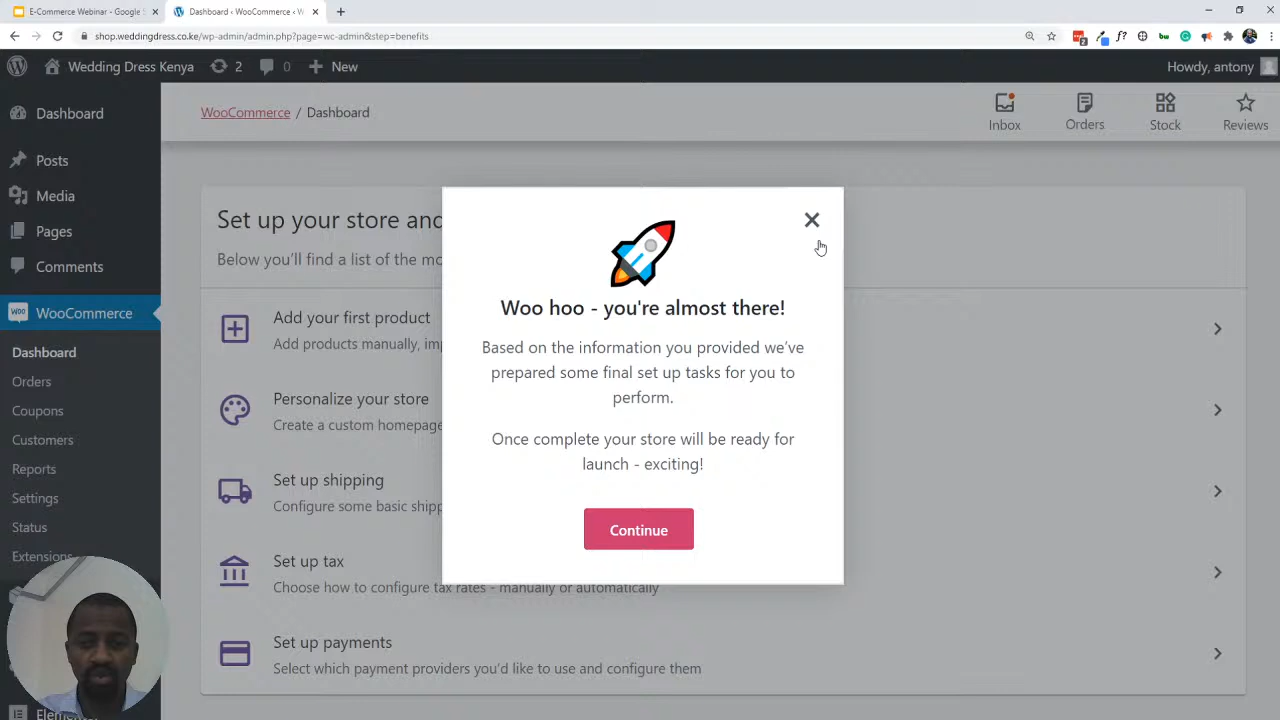 E-Commerce Webinar - Google S
Dashboard ‹ WooCommerce ‹ W
shop.weddingdress.co.ke/wp-admin/admin.php?page=wc-admin&step=benefits
Wedding Dress Kenya
2
0
New
Howdy, antony
Dashboard
Posts
Media
Pages
Comments
WooCommerce
Dashboard
Orders
Coupons
Customers
Reports
Settings
Status
Extensions
WooCommerce / Dashboard
Inbox
Orders
Stock
Reviews
Set up your store and
Below you'll find a list of the mo
Add your first product
Add products manually, imp
Personalize your store
Create a custom homepage
Set up shipping
Configure some basic shipp
Set up tax
Choose how to configure tax rates - manually or automatically
Set up payments
Select which payment providers you'd like to use and configure them
Woo hoo - you're almost there!
Based on the information you provided we've
prepared some final set up tasks for you to
perform.
Once complete your store will be ready for
launch - exciting!
Continue